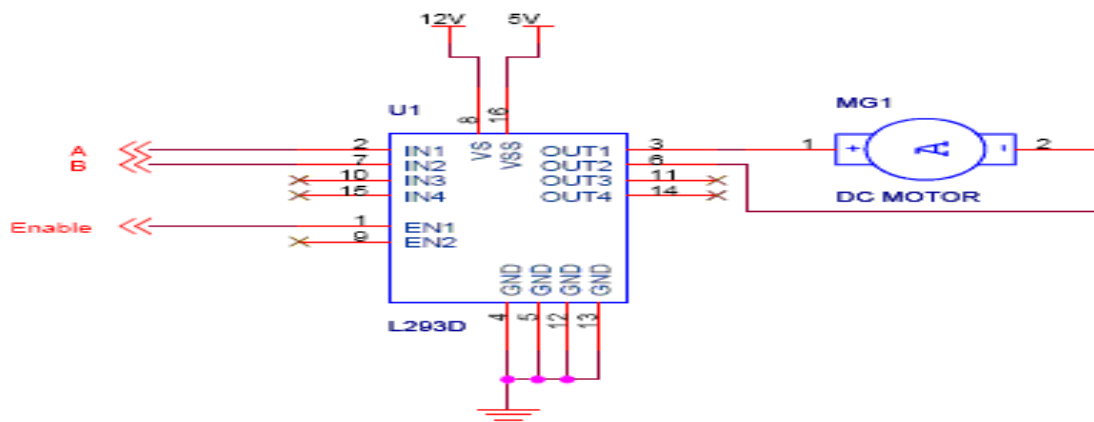 12V 5V
U1 MG1
8 16
A 2 IN1 VS VSS OUT1 3 1 + A - 2
B 7 IN2 OUT2 6
10 IN3 OUT3 11
15 IN4 OUT4 14 DC MOTOR
Enable 1 EN1
9 EN2
GND GND GND GND
L293D 4 5 12 13